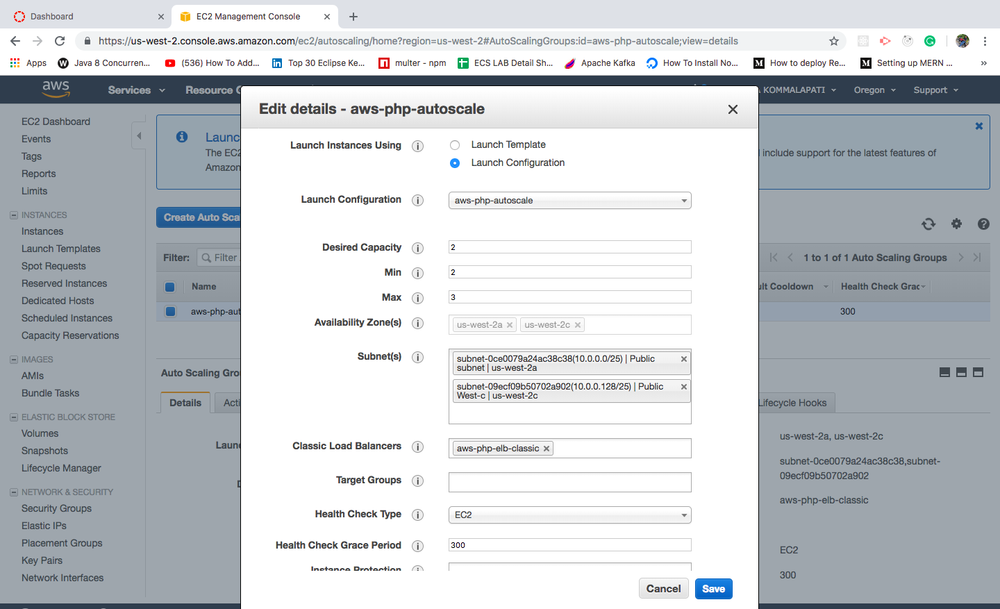 Dashboard
EC2 Management Console
https://us-west-2.console.aws.amazon.com/ec2/autoscaling/home?region=us-west-2#AutoScalingGroups:id=aws-php-autoscale;view=details
Apps
Java 8 Concurren...
(536) How To Add...
Top 30 Eclipse Ke...
multer - npm
ECS LAB Detail Sh...
Apache Kafka
How To Install No...
How to deploy Re...
Setting up MERN ...
aws
Services
Resource
KOMMALAPATI
Oregon
Support
Edit details - aws-php-autoscale
EC2 Dashboard
Events
Tags
Reports
Limits
INSTANCES
Instances
Launch Templates
Spot Requests
Reserved Instances
Dedicated Hosts
Scheduled Instances
Capacity Reservations
IMAGES
AMIs
Bundle Tasks
ELASTIC BLOCK STORE
Volumes
Snapshots
Lifecycle Manager
NETWORK & SECURITY
Security Groups
Elastic IPs
Placement Groups
Key Pairs
Network Interfaces
Launc
The EC2
Amazon
include support for the latest features of
Create Auto Sca
Filter:
Filter
1 to 1 of 1 Auto Scaling Groups
Name
ult Cooldown
Health Check Grac
aws-php-aut
300
Auto Scaling Gro
Details
Acti
Lifecycle Hooks
Laun
us-west-2a, us-west-2c
subnet-0ce0079a24ac38c38,subnet-
09ecf09b50702a902
aws-php-elb-classic
EC2
300
Launch Instances Using
Launch Template
Launch Configuration
Launch Configuration
aws-php-autoscale
Desired Capacity
2
Min
2
Max
3
Availability Zone(s)
us-west-2a
us-west-2c
Subnet(s)
subnet-0ce0079a24ac38c38(10.0.0.0/25) | Public
subnet | us-west-2a
subnet-09ecf09b50702a902(10.0.0.128/25) | Public
West-c | us-west-2c
Classic Load Balancers
aws-php-elb-classic
Target Groups
Health Check Type
EC2
Health Check Grace Period
300
Instance Protection
Cancel
Save